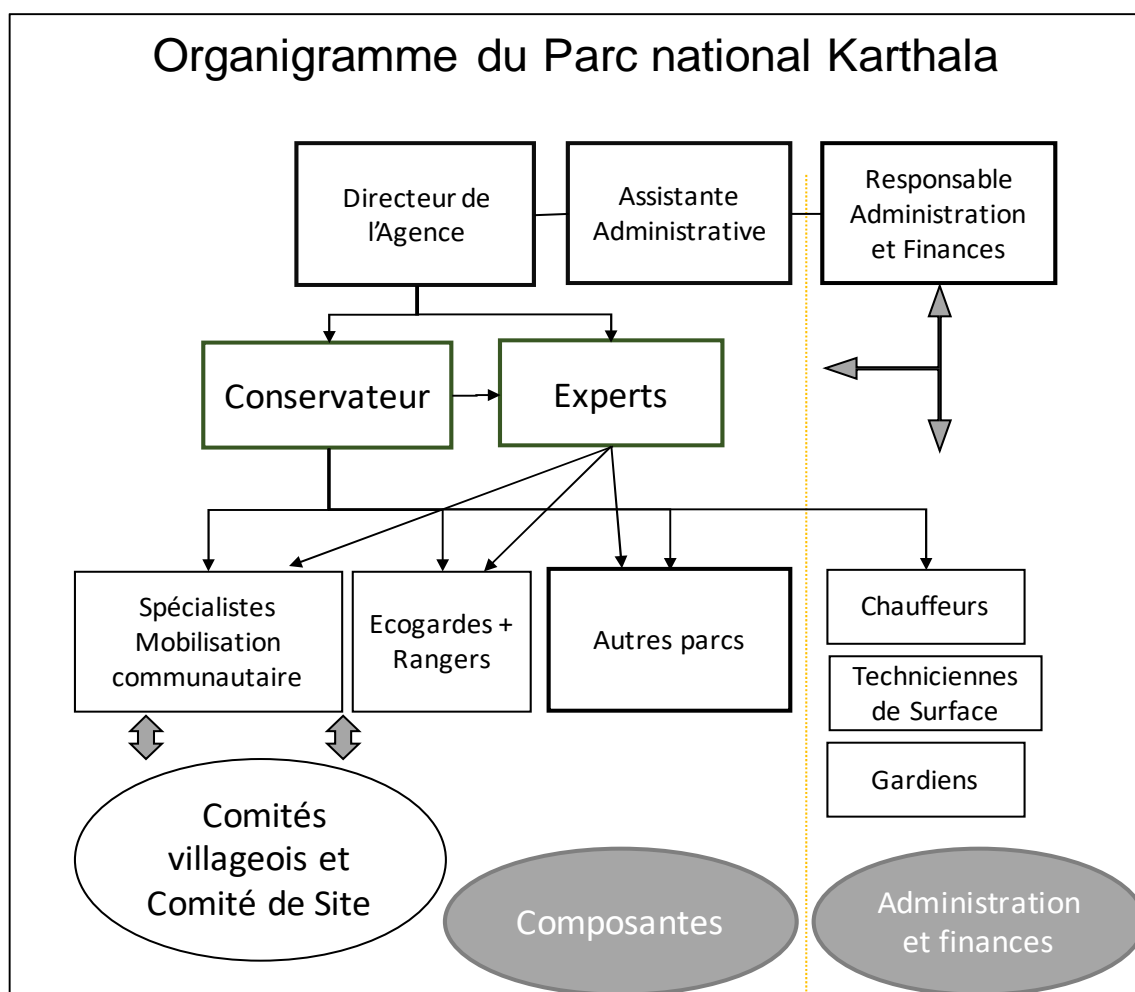 Organigramme du Parc national Karthala
Directeur de
l'Agence
Assistante
Administrative
Responsable
Administration
et Finances
Conservateur
Experts
Spécialistes
Mobilisation
communautaire
Ecogardes +
Rangers
Autres parcs
Chauffeurs
Techniciennes
de Surface
Gardiens
Comités
villageois et
Comité de Site
Composantes
Administration
et finances